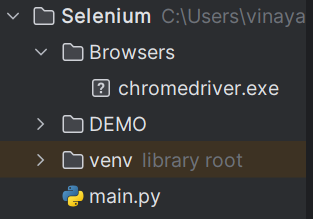 Selenium C:\Users\vinaya
Browsers
chromedriver.exe
DEMO
venv library root
main.py